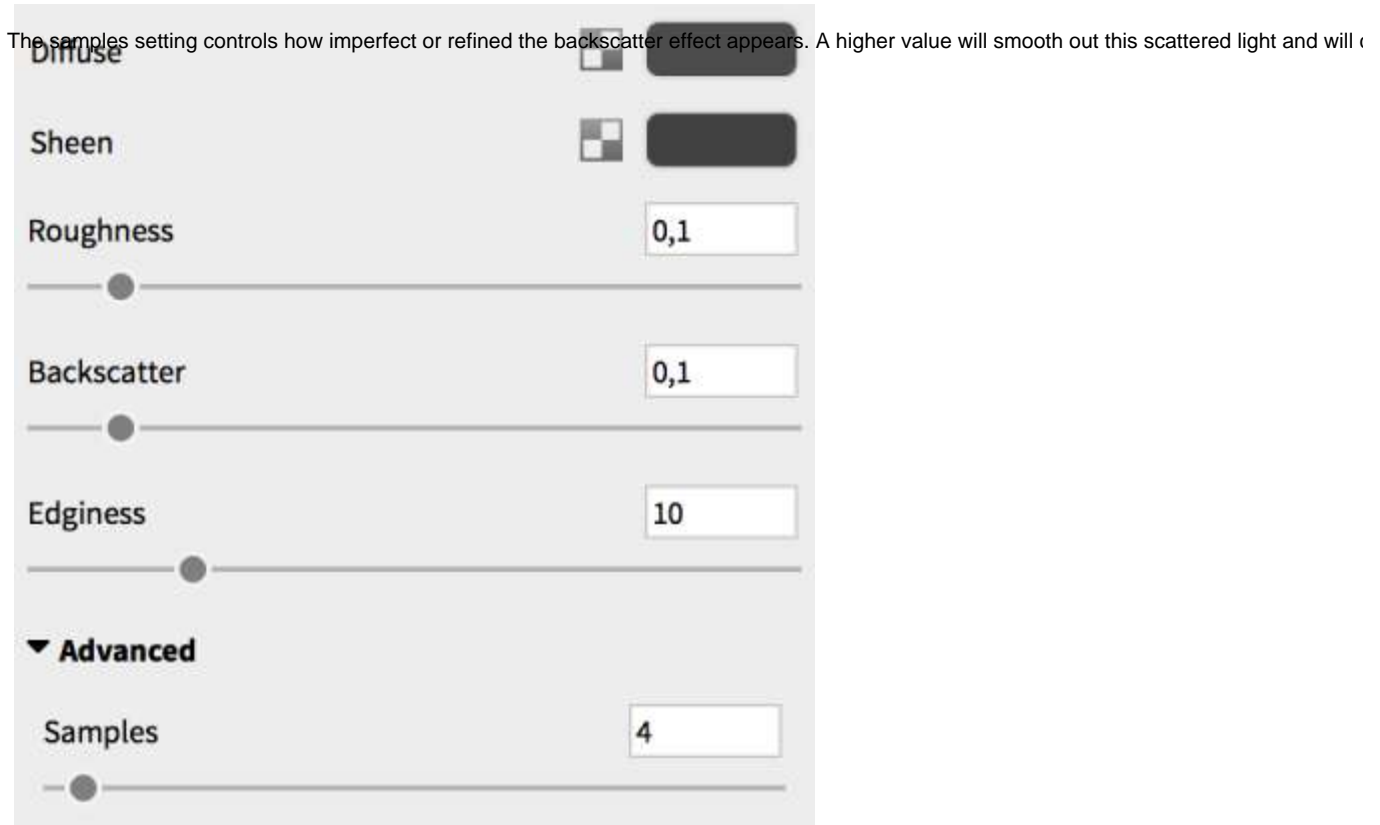 The samples setting controls how imperfect or refined the backscatter effect appears. A higher value will smooth out this scattered light and will
Diffuse
Sheen
Roughness 0,1
Backscatter 0,1
Edginess 10
Advanced
Samples 4